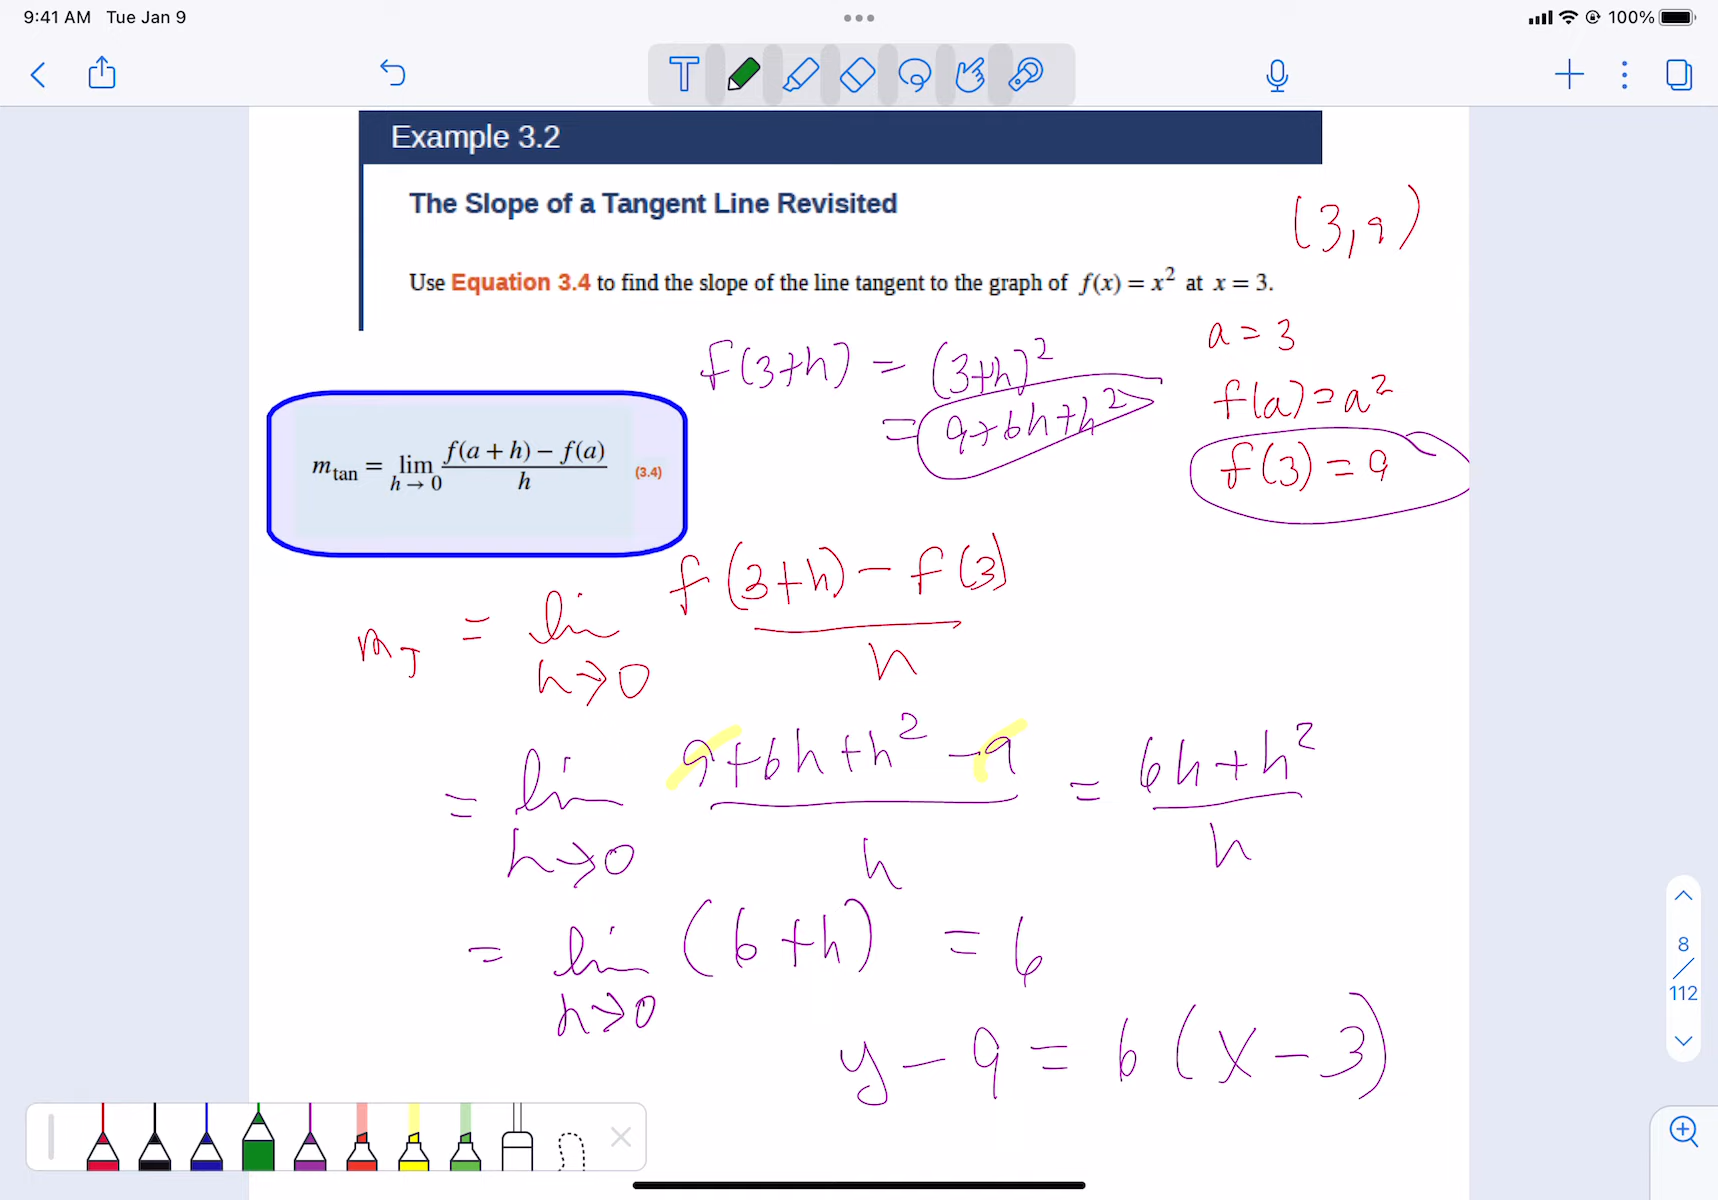 9:41 AM Tue Jan 9
100%
Example 3.2
The Slope of a Tangent Line Revisited
(3,9)
Use Equation 3.4 to find the slope of the line tangent to the graph of f(x) = x² at x = 3.
a = 3
f(3+h) = (3+h)²
f(a) = a²
= 9+6h+h²
m_tan = lim_{h→0} (f(a + h) − f(a))/h (3.4)
f(3) = 9
m_T = lim_{h→0} (f(3+h) − f(3))/h
= lim_{h→0} (9+6h+h² −9)/h = (6h+h²)/h
= lim_{h→0} (6+h) = 6
y − 9 = 6(x − 3)
8
/
112